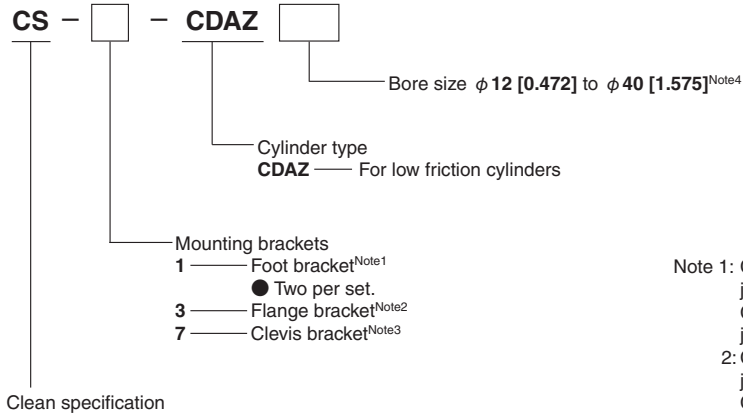 CS – □ – CDAZ □
Bore size φ12 [0.472] to φ40 [1.575]Note4
Cylinder type
CDAZ — For low friction cylinders
Mounting brackets
1 — Foot bracketNote1
● Two per set.
3 — Flange bracketNote2
7 — Clevis bracketNote3
Clean specification
Note 1:
j
j
2:
j